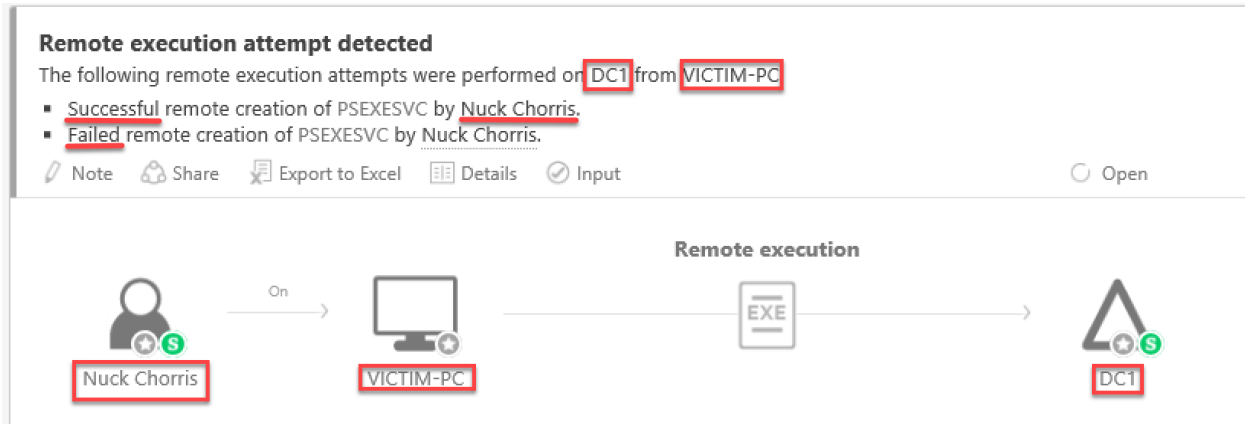 Remote execution attempt detected
The following remote execution attempts were performed on DC1 from VICTIM-PC
▪ Successful remote creation of PSEXESVC by Nuck Chorris.
▪ Failed remote creation of PSEXESVC by Nuck Chorris.
Note Share Export to Excel Details Input Open
Remote execution
On
EXE
S
S
Nuck Chorris
VICTIM-PC
DC1